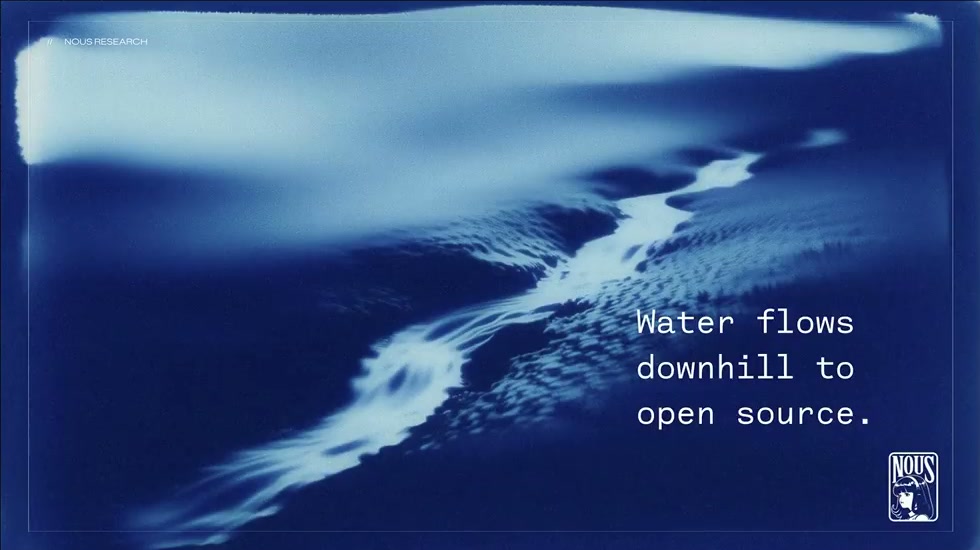 // NOUS RESEARCH
Water flows
downhill to
open source.
NOUS